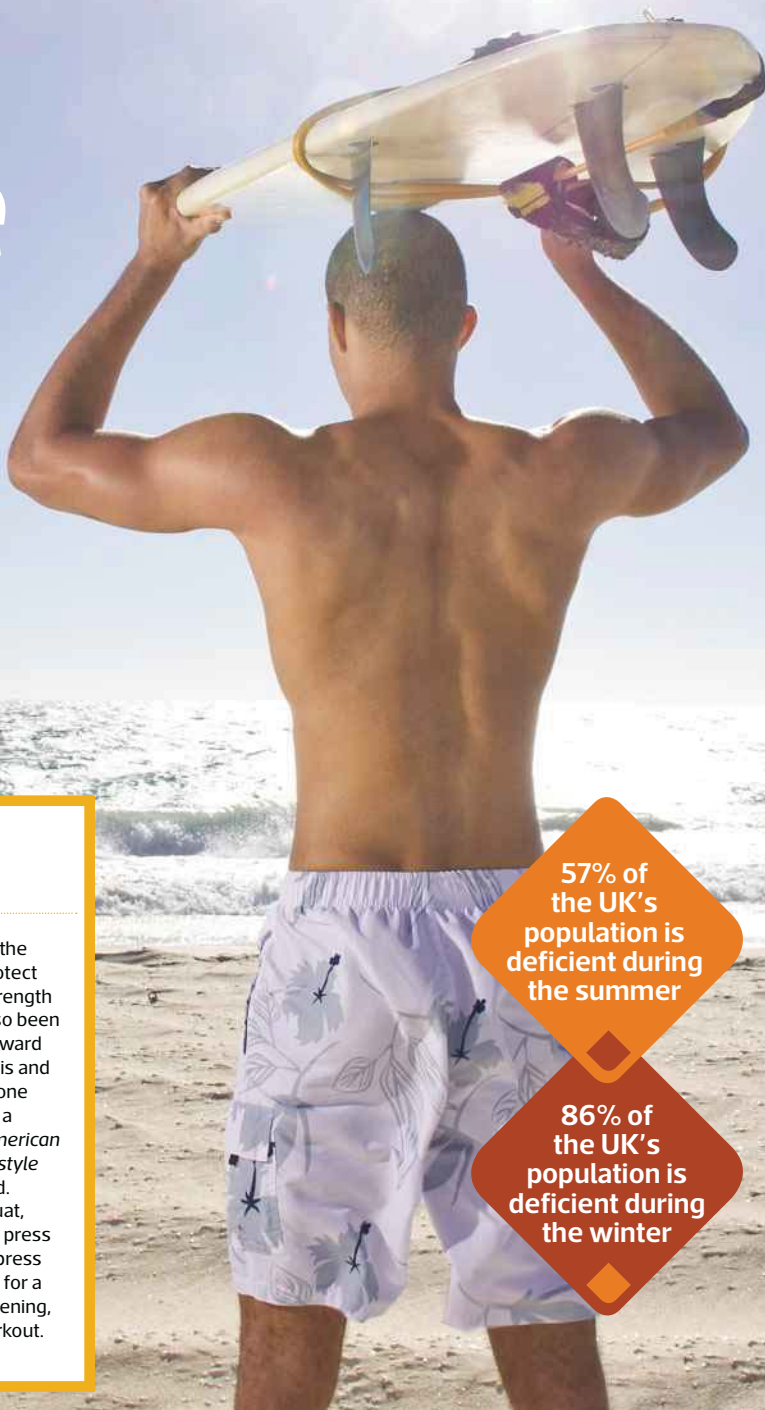 e
the
otect
rength
so been
ward
is and
one
a
merican
style
d.
uat,
press
press
for a
ening,
rkout.
57% of
the UK's
population is
deficient during
the summer
86% of
the UK's
population is
deficient during
the winter